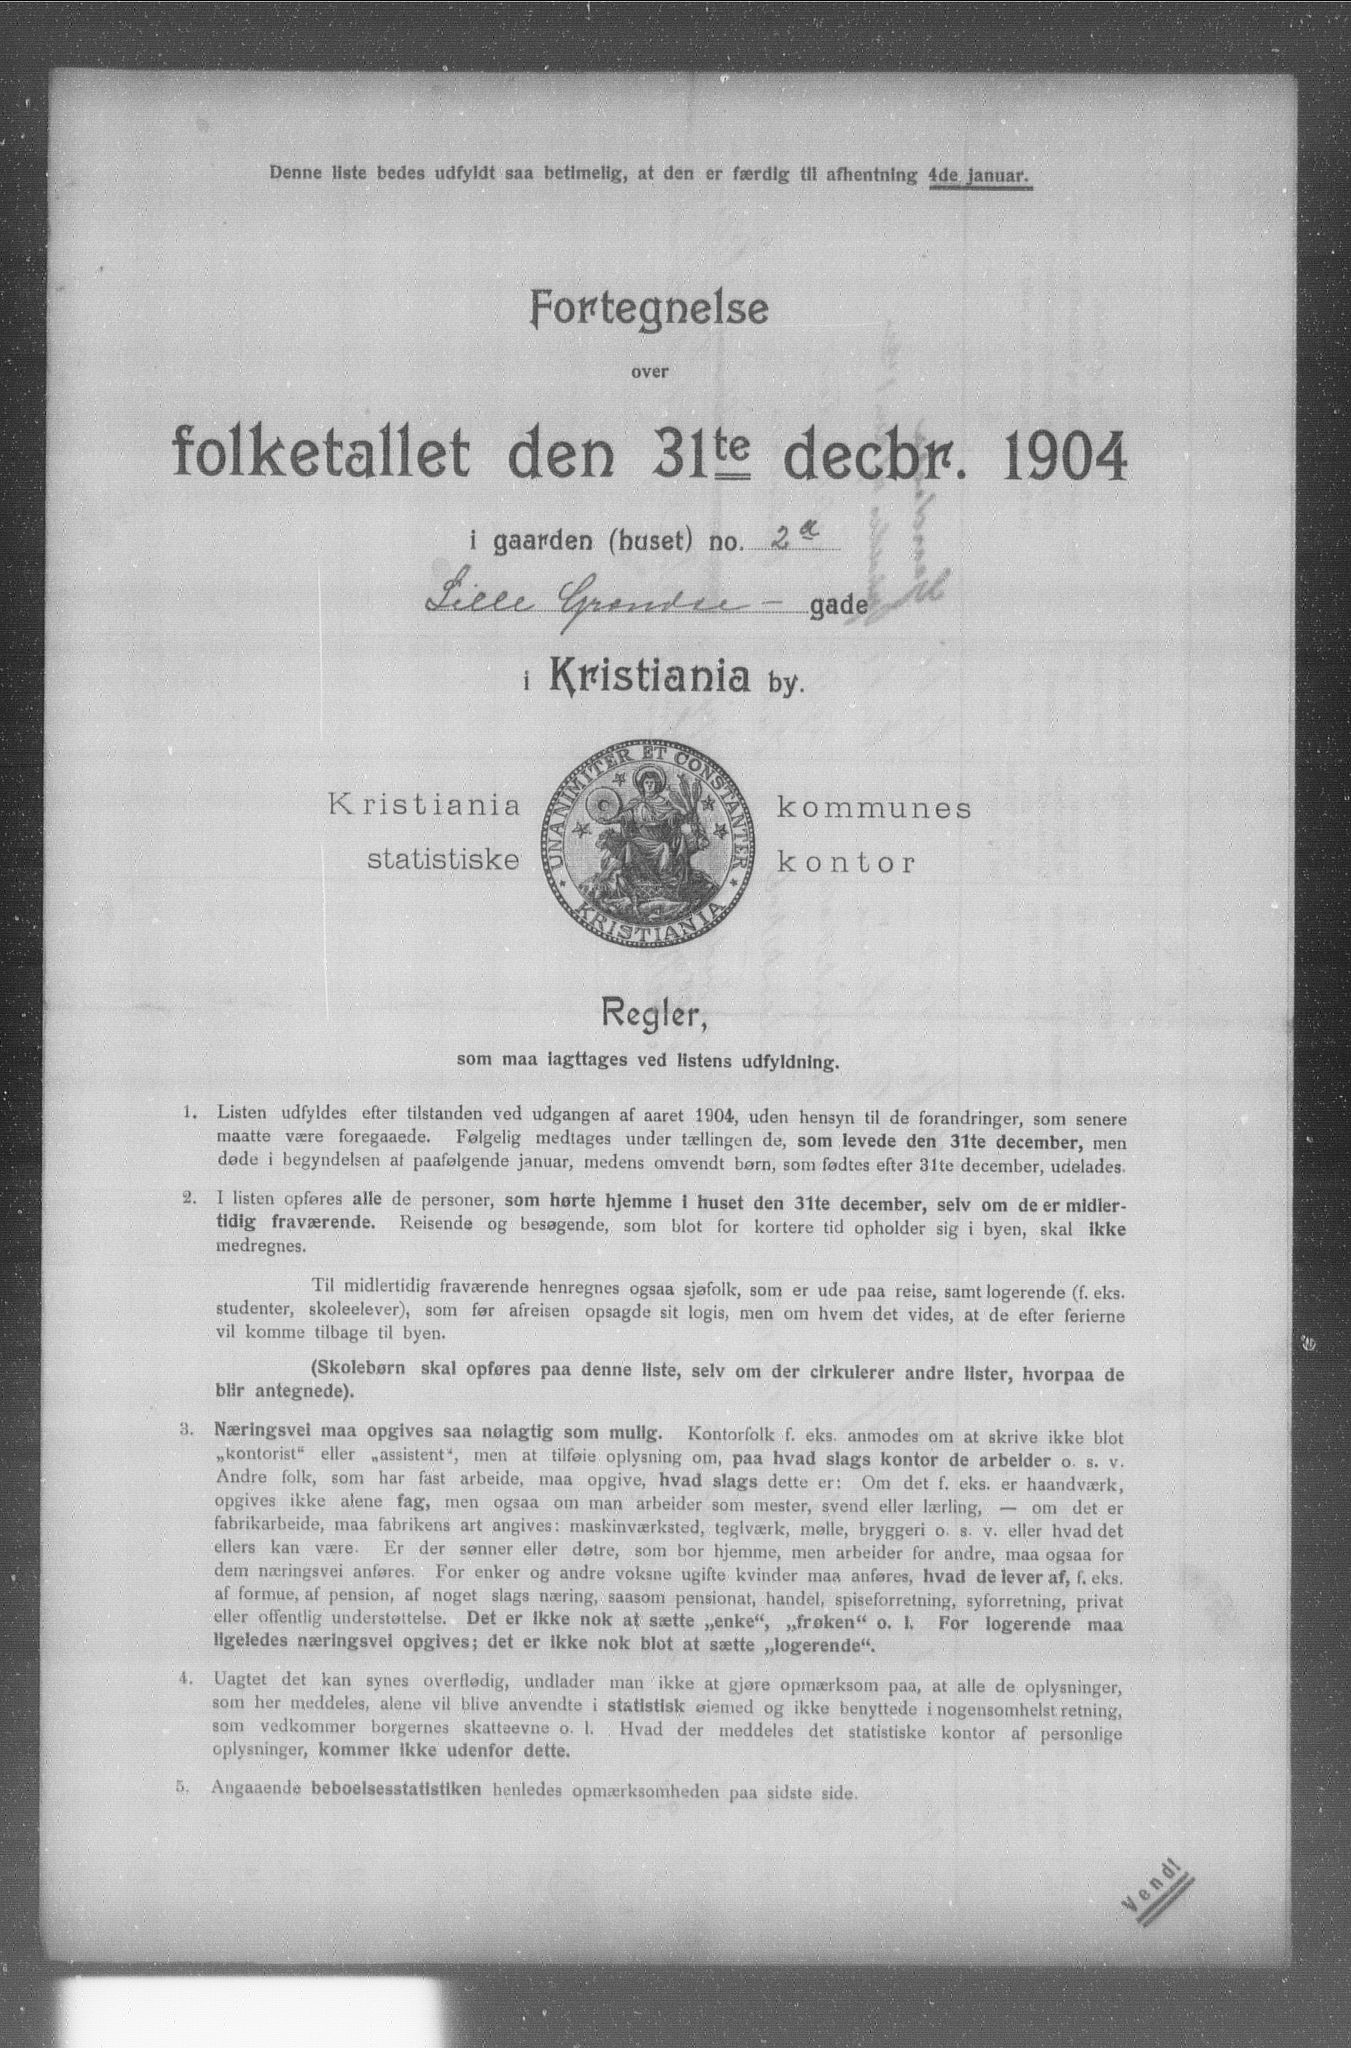 Denne liste bedes udfyldt saa betimelig, at den er færdig til afhentning 4de januar.
Fortegnelse
over
folketallet den 31te decbr. 1904
i gaarden (huset) no. 2a
Lille Grændse- gade
i Kristiania by.
UNANIMITER ET CONSTANTER
Kristiania kommunes
statistiske kontor
* KRISTIANIA *
Regler,
som maa iagttages ved listens udfyldning.
1. Listen udfyldes efter tilstanden ved udgangen af aaret 1904, uden hensyn til de forandringer, som senere
maatte være foregaaede. Følgelig medtages under tællingen de, som levede den 31te december, men
døde i begyndelsen af paafølgende januar, medens omvendt børn, som fødtes efter 31te december, udelades.
2. I listen opføres alle de personer, som hørte hjemme i huset den 31te december, selv om de er midler-
tidig fraværende. Reisende og besøgende, som blot for kortere tid opholder sig i byen, skal ikke
medregnes.
Til midlertidig fraværende henregnes ogsaa sjøfolk, som er ude paa reise, samt logerende (f. eks.
studenter, skoleelever), som før afreisen opsagde sit logis, men om hvem det vides, at de efter ferierne
vil komme tilbage til byen.
(Skolebørn skal opføres paa denne liste, selv om der cirkulerer andre lister, hvorpaa de
blir antegnede).
3. Næringsvei maa opgives saa nøiagtig som mulig. Kontorfolk f. eks. anmodes om at skrive ikke blot
„kontorist“ eller „assistent“, men at tilføie oplysning om, paa hvad slags kontor de arbeider o. s. v.
Andre folk, som har fast arbeide, maa opgive, hvad slags dette er: Om det f. eks. er haandværk,
opgives ikke alene fag, men ogsaa om man arbeider som mester, svend eller lærling, — om det er
fabrikarbeide, maa fabrikens art angives: maskinværksted, teglværk, mølle, bryggeri o. s. v. eller hvad det
ellers kan være. Er der sønner eller døtre, som bor hjemme, men arbeider for andre, maa ogsaa for
dem næringsvei anføres. For enker og andre voksne ugifte kvinder maa anføres, hvad de lever af, f. eks.
af formue, af pension, af noget slags næring, saasom pensionat, handel, spiseforretning, syforretning, privat
eller offentlig understøttelse. Det er ikke nok at sætte „enke“, „frøken“ o. l. For logerende maa
ligeledes næringsvei opgives; det er ikke nok blot at sætte „logerende“.
4. Uagtet det kan synes overflødig, undlader man ikke at gjøre opmærksom paa, at alle de oplysninger,
som her meddeles, alene vil blive anvendte i statistisk øiemed og ikke benyttede i nogensomhelst retning,
som vedkommer borgernes skatteevne o. l. Hvad der meddeles det statistiske kontor af personlige
oplysninger, kommer ikke udenfor dette.
5. Angaaende beboelsesstatistiken henledes opmærksomheden paa sidste side.
Vend!